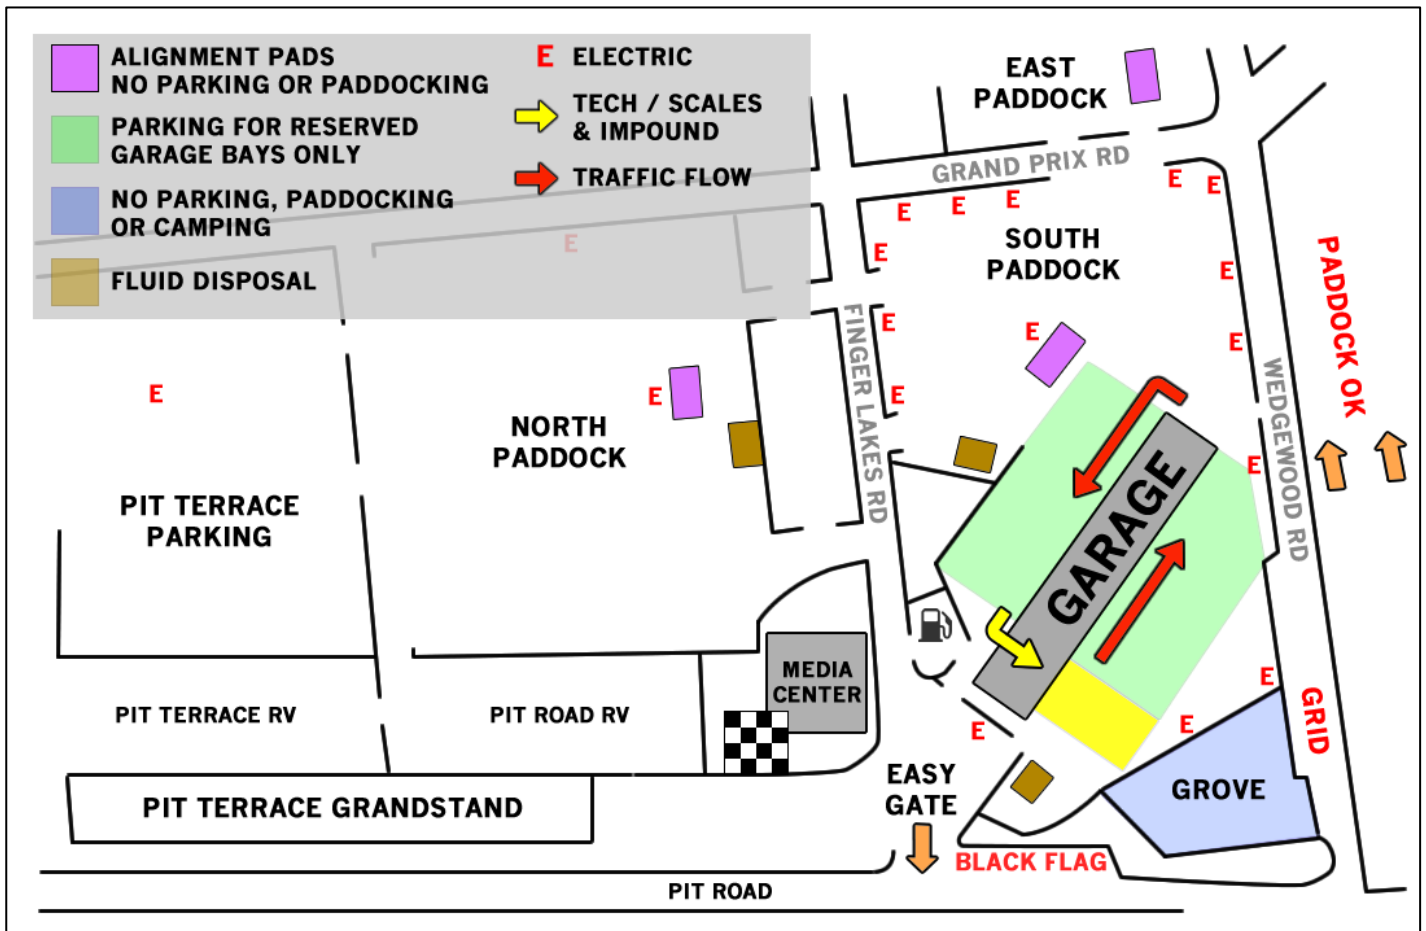 ALIGNMENT PADS
NO PARKING OR PADDOCKING
PARKING FOR RESERVED
GARAGE BAYS ONLY
NO PARKING, PADDOCKING
OR CAMPING
FLUID DISPOSAL
E ELECTRIC
TECH / SCALES
& IMPOUND
TRAFFIC FLOW
EAST
PADDOCK
GRAND PRIX RD
E
E
E
E
E
E
SOUTH
PADDOCK
E
E
E
E
E
E
E
PADDOCK OK
FINGER LAKES RD
WEDGEWOOD RD
E
E
NORTH
PADDOCK
E
PIT TERRACE
PARKING
GARAGE
MEDIA
CENTER
E
PIT TERRACE RV
PIT ROAD RV
E
E
GRID
EASY
GATE
GROVE
PIT TERRACE GRANDSTAND
BLACK FLAG
PIT ROAD